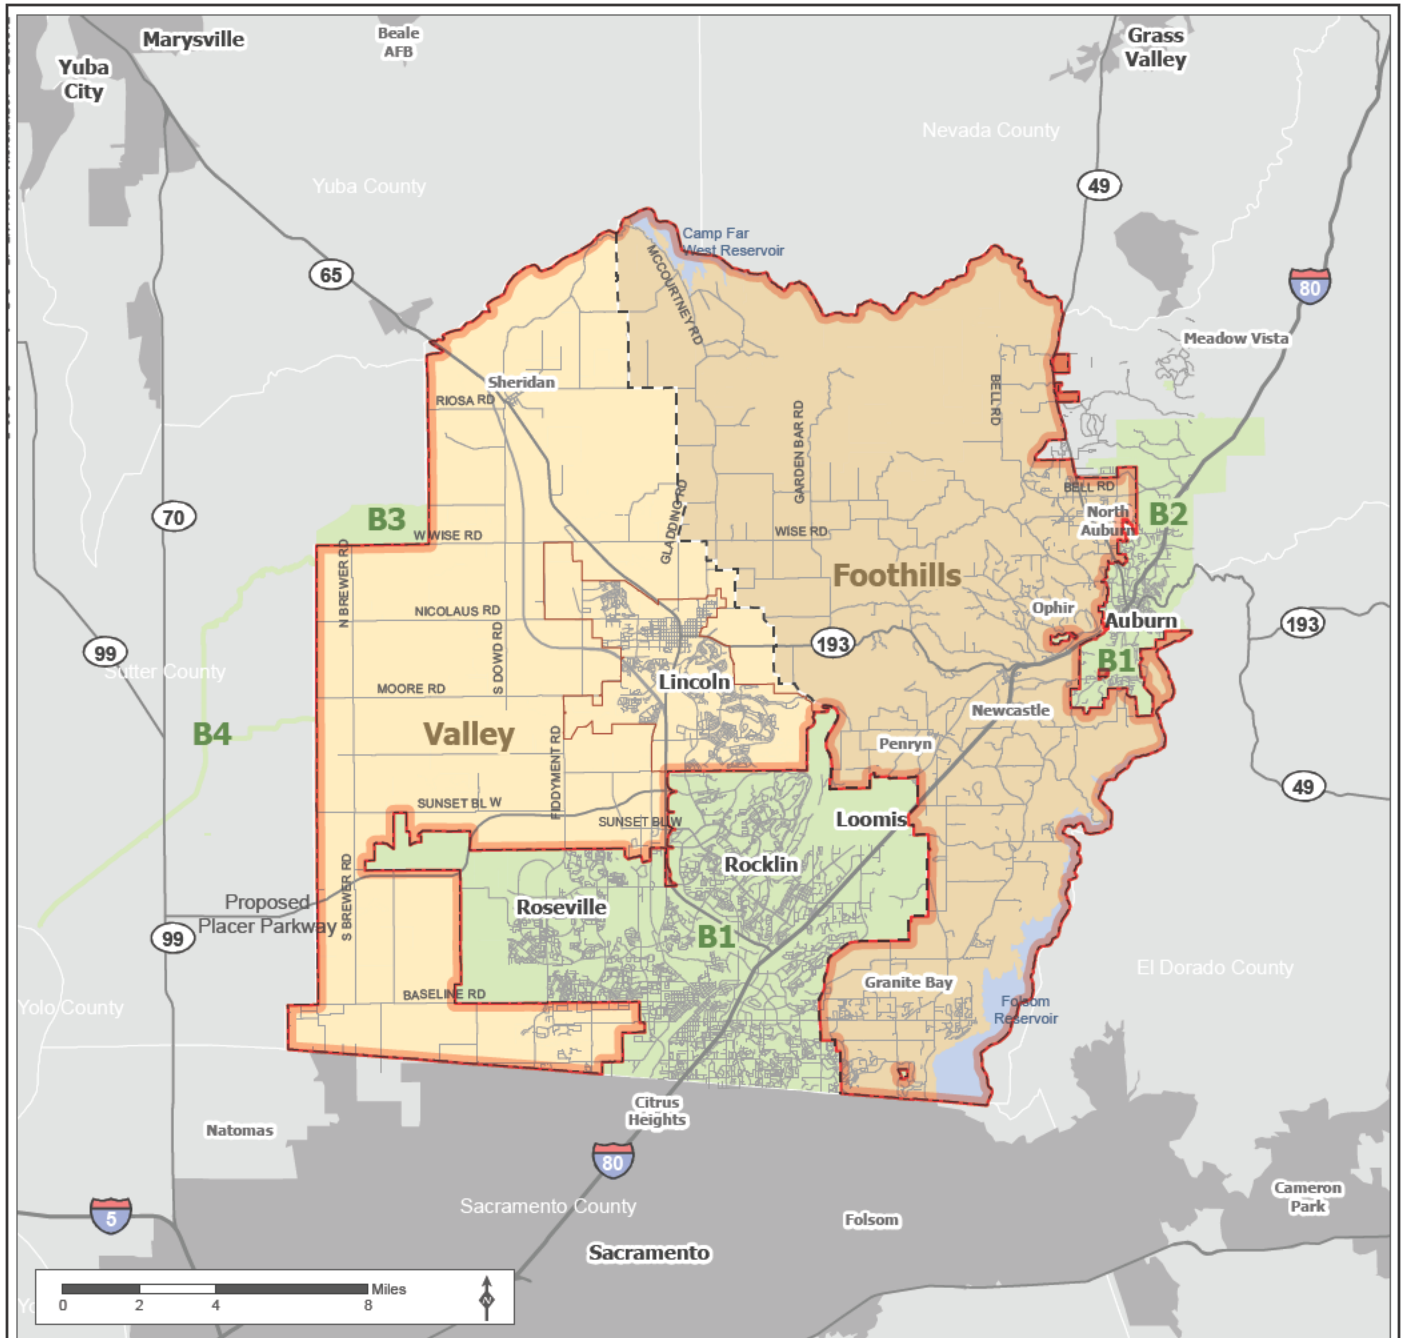 Marysville
Beale
AFB
Grass
Valley
Yuba
City
Nevada County
Yuba County
49
Camp Far
West Reservoir
65
80
MCCOURTNEY RD
Meadow Vista
Sheridan
RIOSA RD
BELL RD
GARDEN BAR RD
BELL RD
70
B3
W WISE RD
GLADDING RD
WISE RD
North
Auburn
B2
N BREWER RD
Foothills
NICOLAUS RD
Ophir
Auburn
193
193
99
S DOWD RD
Sutter County
B1
MOORE RD
Lincoln
Newcastle
B4
Valley
FIDDYMENT RD
Penryn
49
SUNSET BL W
SUNSET BL W
Loomis
Rocklin
S BREWER RD
Proposed
Placer Parkway
Roseville
99
B1
El Dorado County
Granite Bay
BASELINE RD
Folsom
Reservoir
Yolo County
Citrus
Heights
Natomas
80
Sacramento County
5
Folsom
Cameron
Park
Sacramento
Miles
0 2 4 8
N